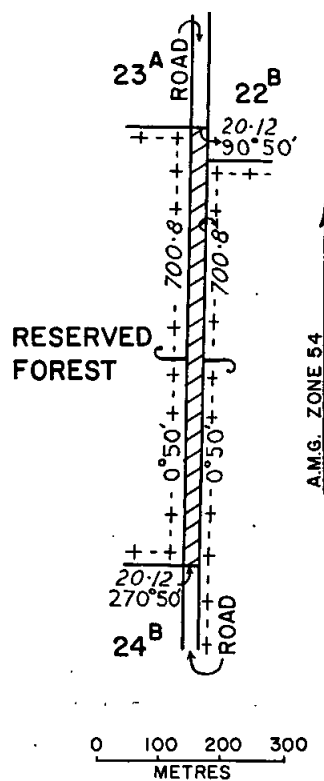 23A
ROAD
22B
20·12
90°50′
700·8
700·8
RESERVED
FOREST
A.M.G. ZONE 54
0°50′
0°50′
20·12
270°50′
24B
ROAD
0 100 200 300
METRES